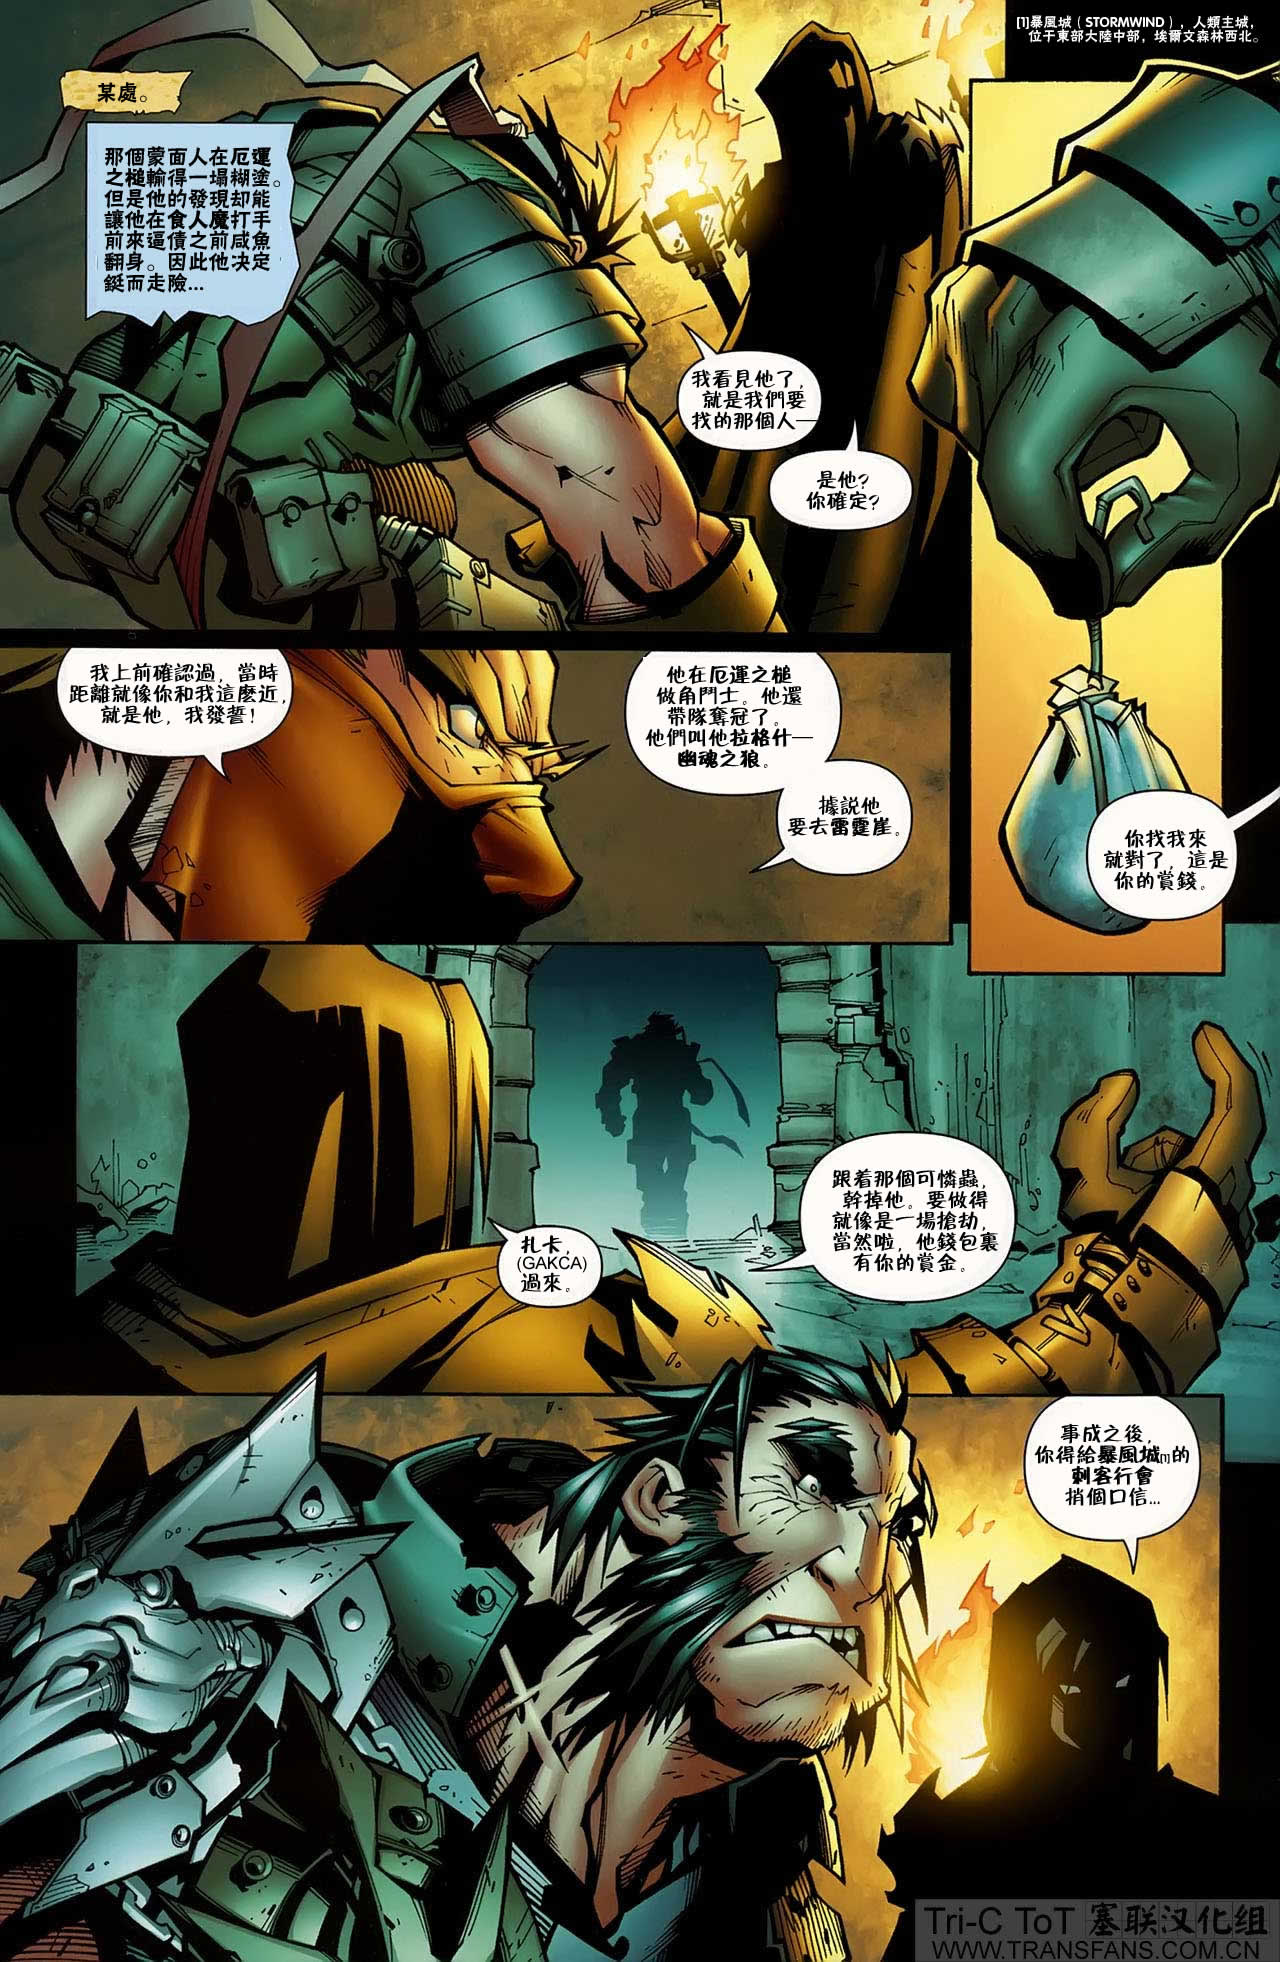 [1]暴風城（STORMWIND），人類主城，
位于東部大陸中部，埃爾文森林西北。
某處。
那個蒙面人在厄運
之槌輸得一塌糊塗。
但是他的發現却能
讓他在食人魔打手
前來逼債之前咸魚
翻身。因此他决定
鋌而走險...
我看見他了，
就是我們要
找的那個人—
是他?
你確定?
我上前確認過，當時
距離就像你和我這麽近，
就是他，我發誓!
他在厄運之槌
做角鬥士。他還
帶隊奪冠了。
他們叫他拉格什—
幽魂之狼。
據説他
要去雷霆崖。
你找我來
就對了，這是
你的賞錢。
扎卡，
(GAKCA)
過來。
跟着那個可憐蟲，
幹掉他。要做得
就像是一場搶劫，
當然啦，他錢包裏
有你的賞金。
事成之後，
你得給暴風城[1]的
刺客行會
捎個口信...
Tri-C ToT 塞联汉化组
WWW.TRANSFANS.COM.CN